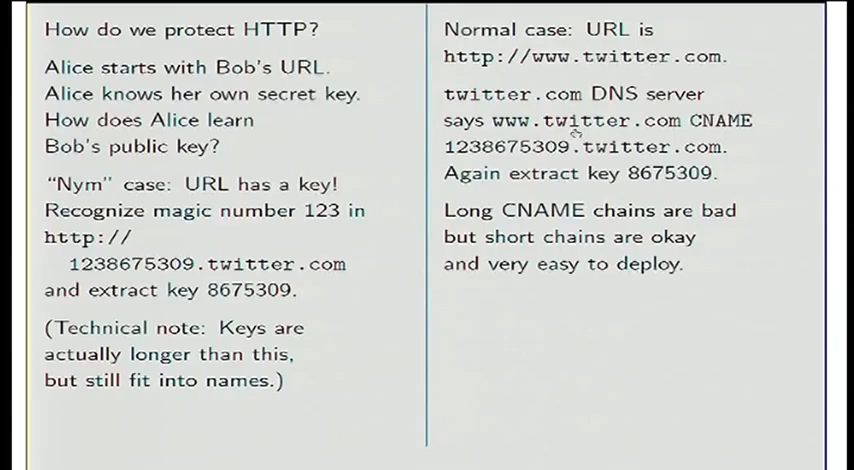 How do we protect HTTP?
Alice starts with Bob's URL.
Alice knows her own secret key.
How does Alice learn
Bob's public key?
“Nym” case: URL has a key!
Recognize magic number 123 in
http://
1238675309.twitter.com
and extract key 8675309.
(Technical note: Keys are
actually longer than this,
but still fit into names.)
Normal case: URL is
http://www.twitter.com.
twitter.com DNS server
says www.twitter.com CNAME
1238675309.twitter.com.
Again extract key 8675309.
Long CNAME chains are bad
but short chains are okay
and very easy to deploy.